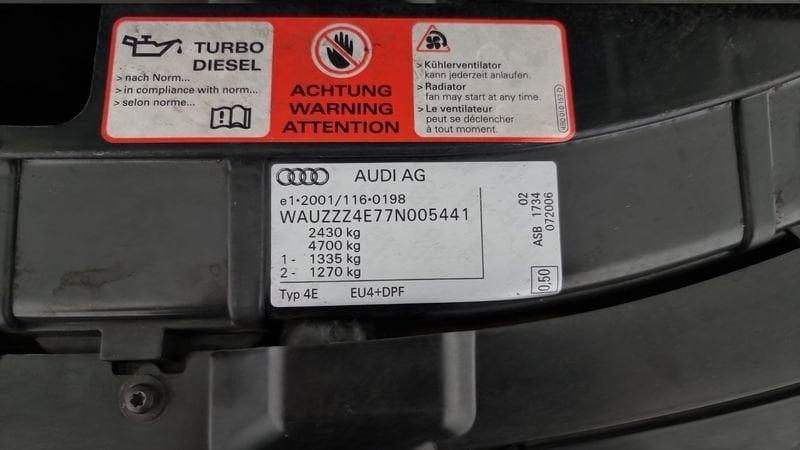 TURBO
DIESEL
> nach Norm...
> in compliance with norm...
> selon norme...
ACHTUNG
WARNING
ATTENTION
> Kühlerventilator
kann jederzeit anlaufen.
> Radiator
fan may start at any time.
> Le ventilateur
peut se déclencher
à tout moment.
4B0 010 157 D
AUDI AG
e1•2001/116•0198
WAUZZZ4E77N005441
2430 kg
4700 kg
1- 1335 kg
2- 1270 kg
Typ 4E EU4+DPF
02
ASB 1734
072006
0,50